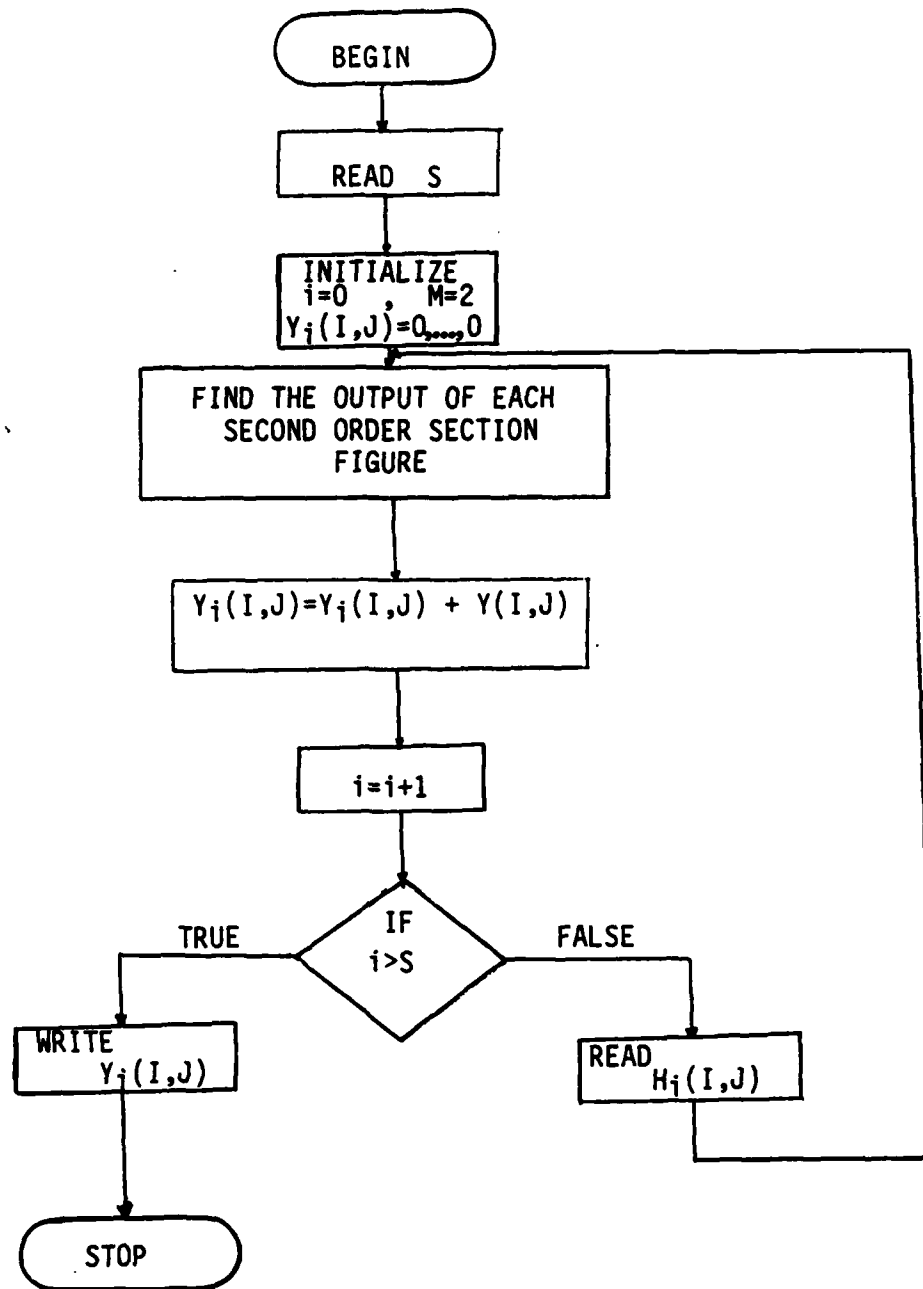 BEGIN
READ S
INITIALIZE
i=0 , M=2
Yi(I,J)=0,...,0
FIND THE OUTPUT OF EACH
SECOND ORDER SECTION
FIGURE
Yi(I,J)=Yi(I,J) + Y(I,J)
i=i+1
IF
i>S
TRUE
FALSE
WRITE
Yi(I,J)
READ
Hi(I,J)
STOP